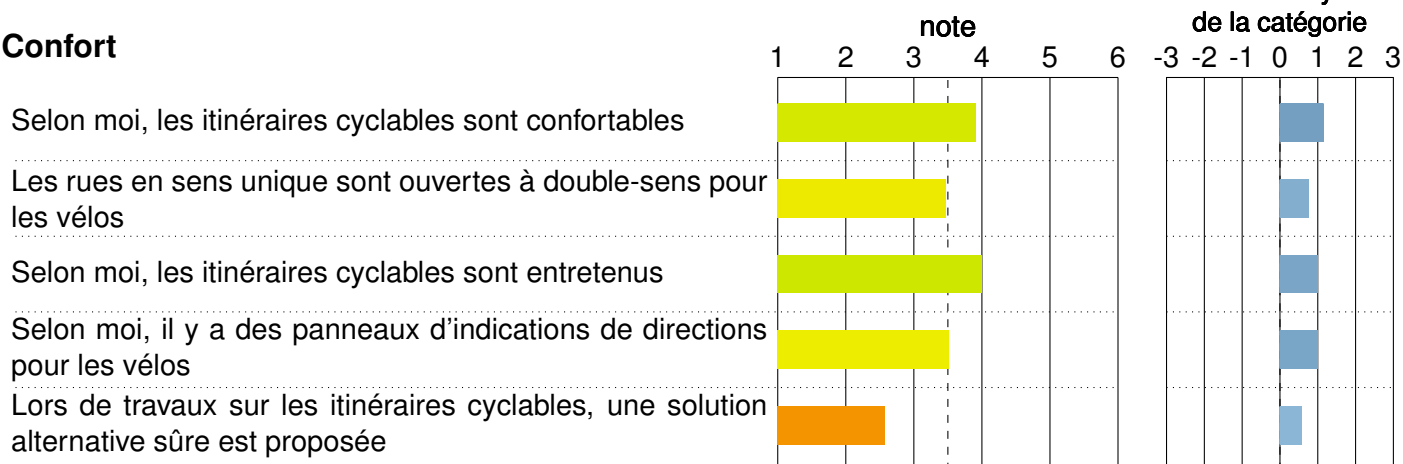 note
de la catégorie
Confort
1 2 3 4 5 6
-3 -2 -1 0 1 2 3
Selon moi, les itinéraires cyclables sont confortables
Les rues en sens unique sont ouvertes à double-sens pour
les vélos
Selon moi, les itinéraires cyclables sont entretenus
Selon moi, il y a des panneaux d'indications de directions
pour les vélos
Lors de travaux sur les itinéraires cyclables, une solution
alternative sûre est proposée